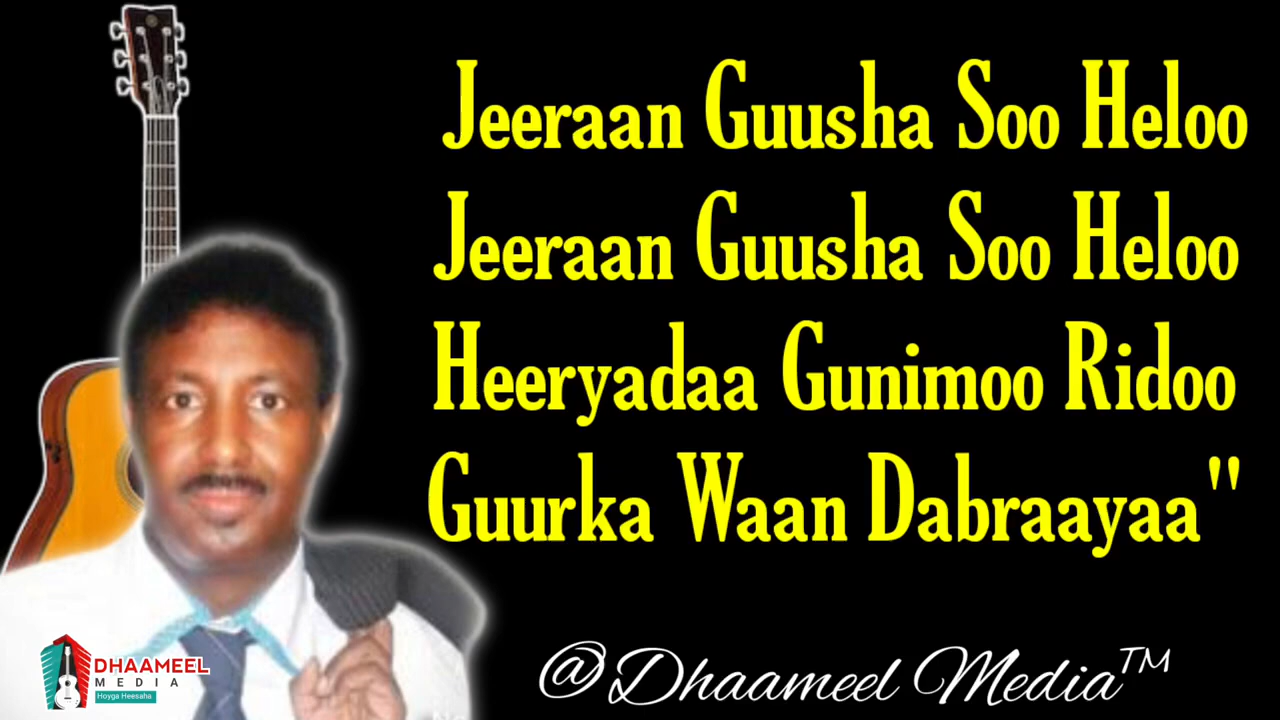 Jeeraan Guusha Soo Heloo
Jeeraan Guusha Soo Heloo
Heeryadaa Gunimoo Ridoo
Guurka Waan Dabraayaa"
@Dhaameel Media™
DHAAMEEL
MEDIA
Hoyga Heesaha